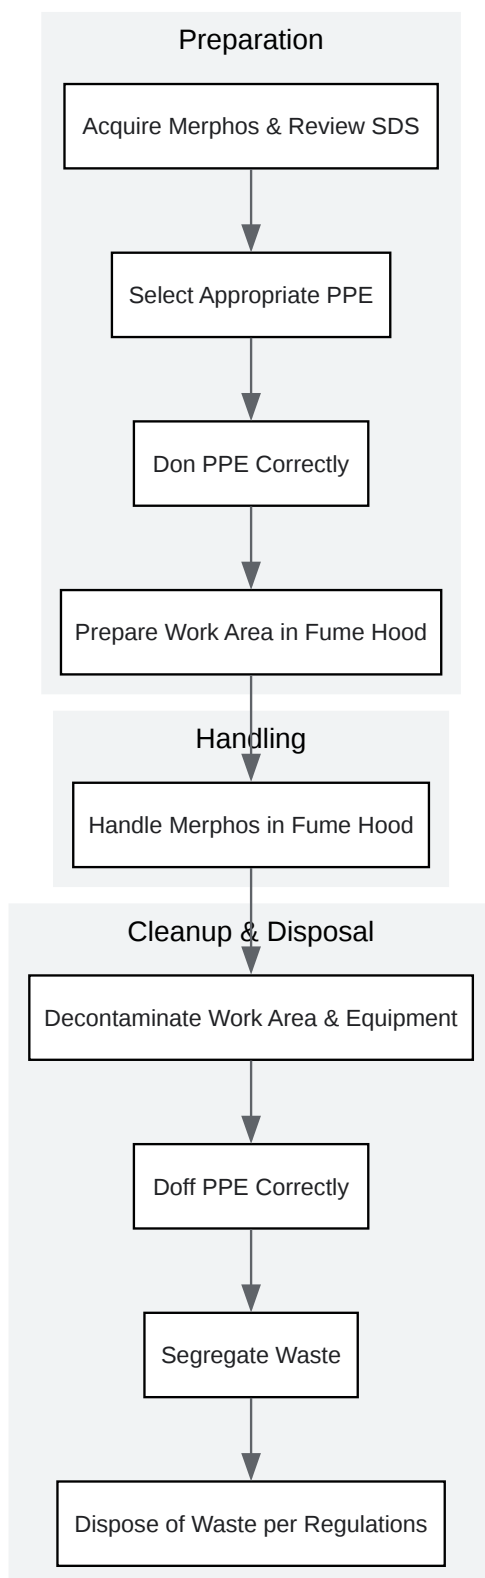 Preparation
Acquire Merphos & Review SDS
Select Appropriate PPE
Don PPE Correctly
Prepare Work Area in Fume Hood
Handling
Handle Merphos in Fume Hood
Cleanup & Disposal
Decontaminate Work Area & Equipment
Doff PPE Correctly
Segregate Waste
Dispose of Waste per Regulations